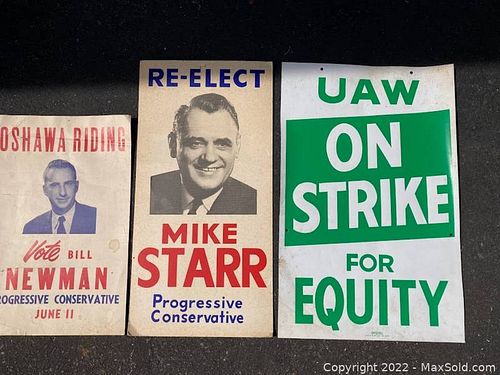 OSHAWA RIDING
Vote BILL
NEWMAN
ROGRESSIVE CONSERVATIVE
JUNE 11
RE-ELECT
MIKE
STARR
Progressive
Conservative
UAW
ON
STRIKE
FOR
EQUITY
Copyright © 2022 - MaxSold.com